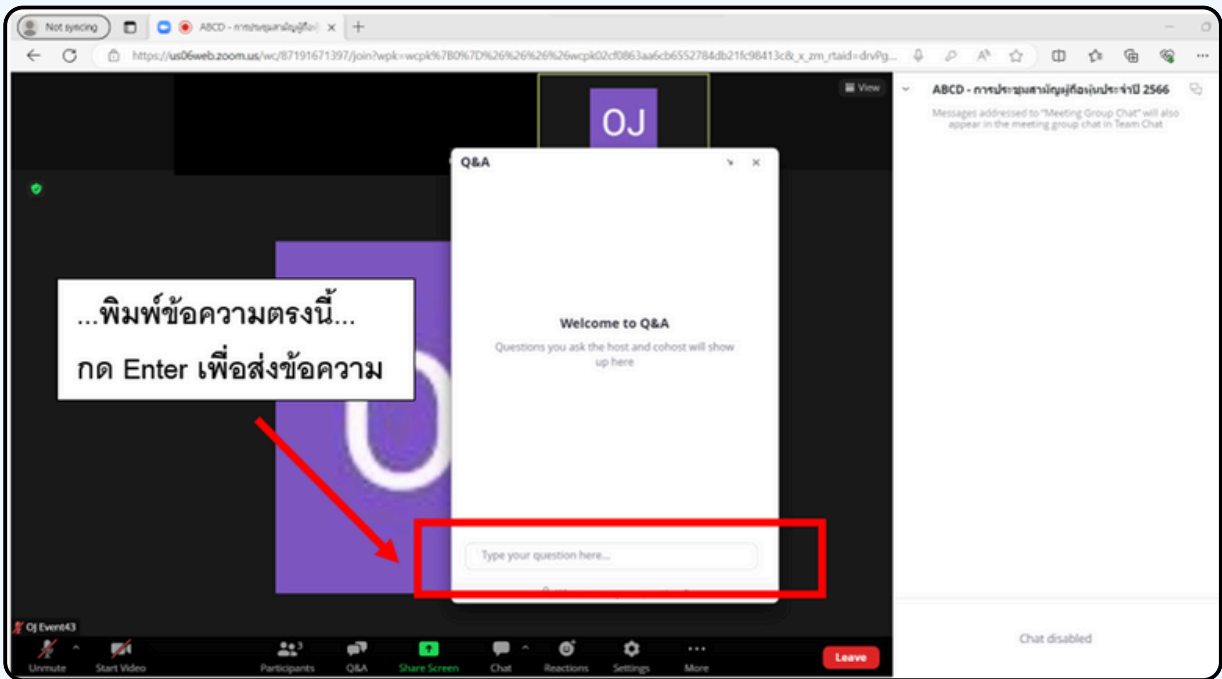 Not syncing
ABCD - การประชุมสามัญผู้ถือหุ้
https://us06web.zoom.us/wc/87191671397/join?wpk=wcpk%7B0%7D%26%26%26%26wcpk02cf0863aa6cb6552784db21fc98413c&_x_zm_rtaid=drvPg...
View
ABCD - การประชุมสามัญผู้ถือหุ้นประจำปี 2566
Messages addressed to "Meeting Group Chat" will also
appear in the meeting group chat in Team Chat
OJ
Q&A
Welcome to Q&A
Questions you ask the host and cohost will show
up here
...พิมพ์ข้อความตรงนี้...
กด Enter เพื่อส่งข้อความ
Type your question here...
OJ Event43
Unmute
Start Video
Participants
3
Q&A
Share Screen
Chat
Reactions
Settings
More
Leave
Chat disabled